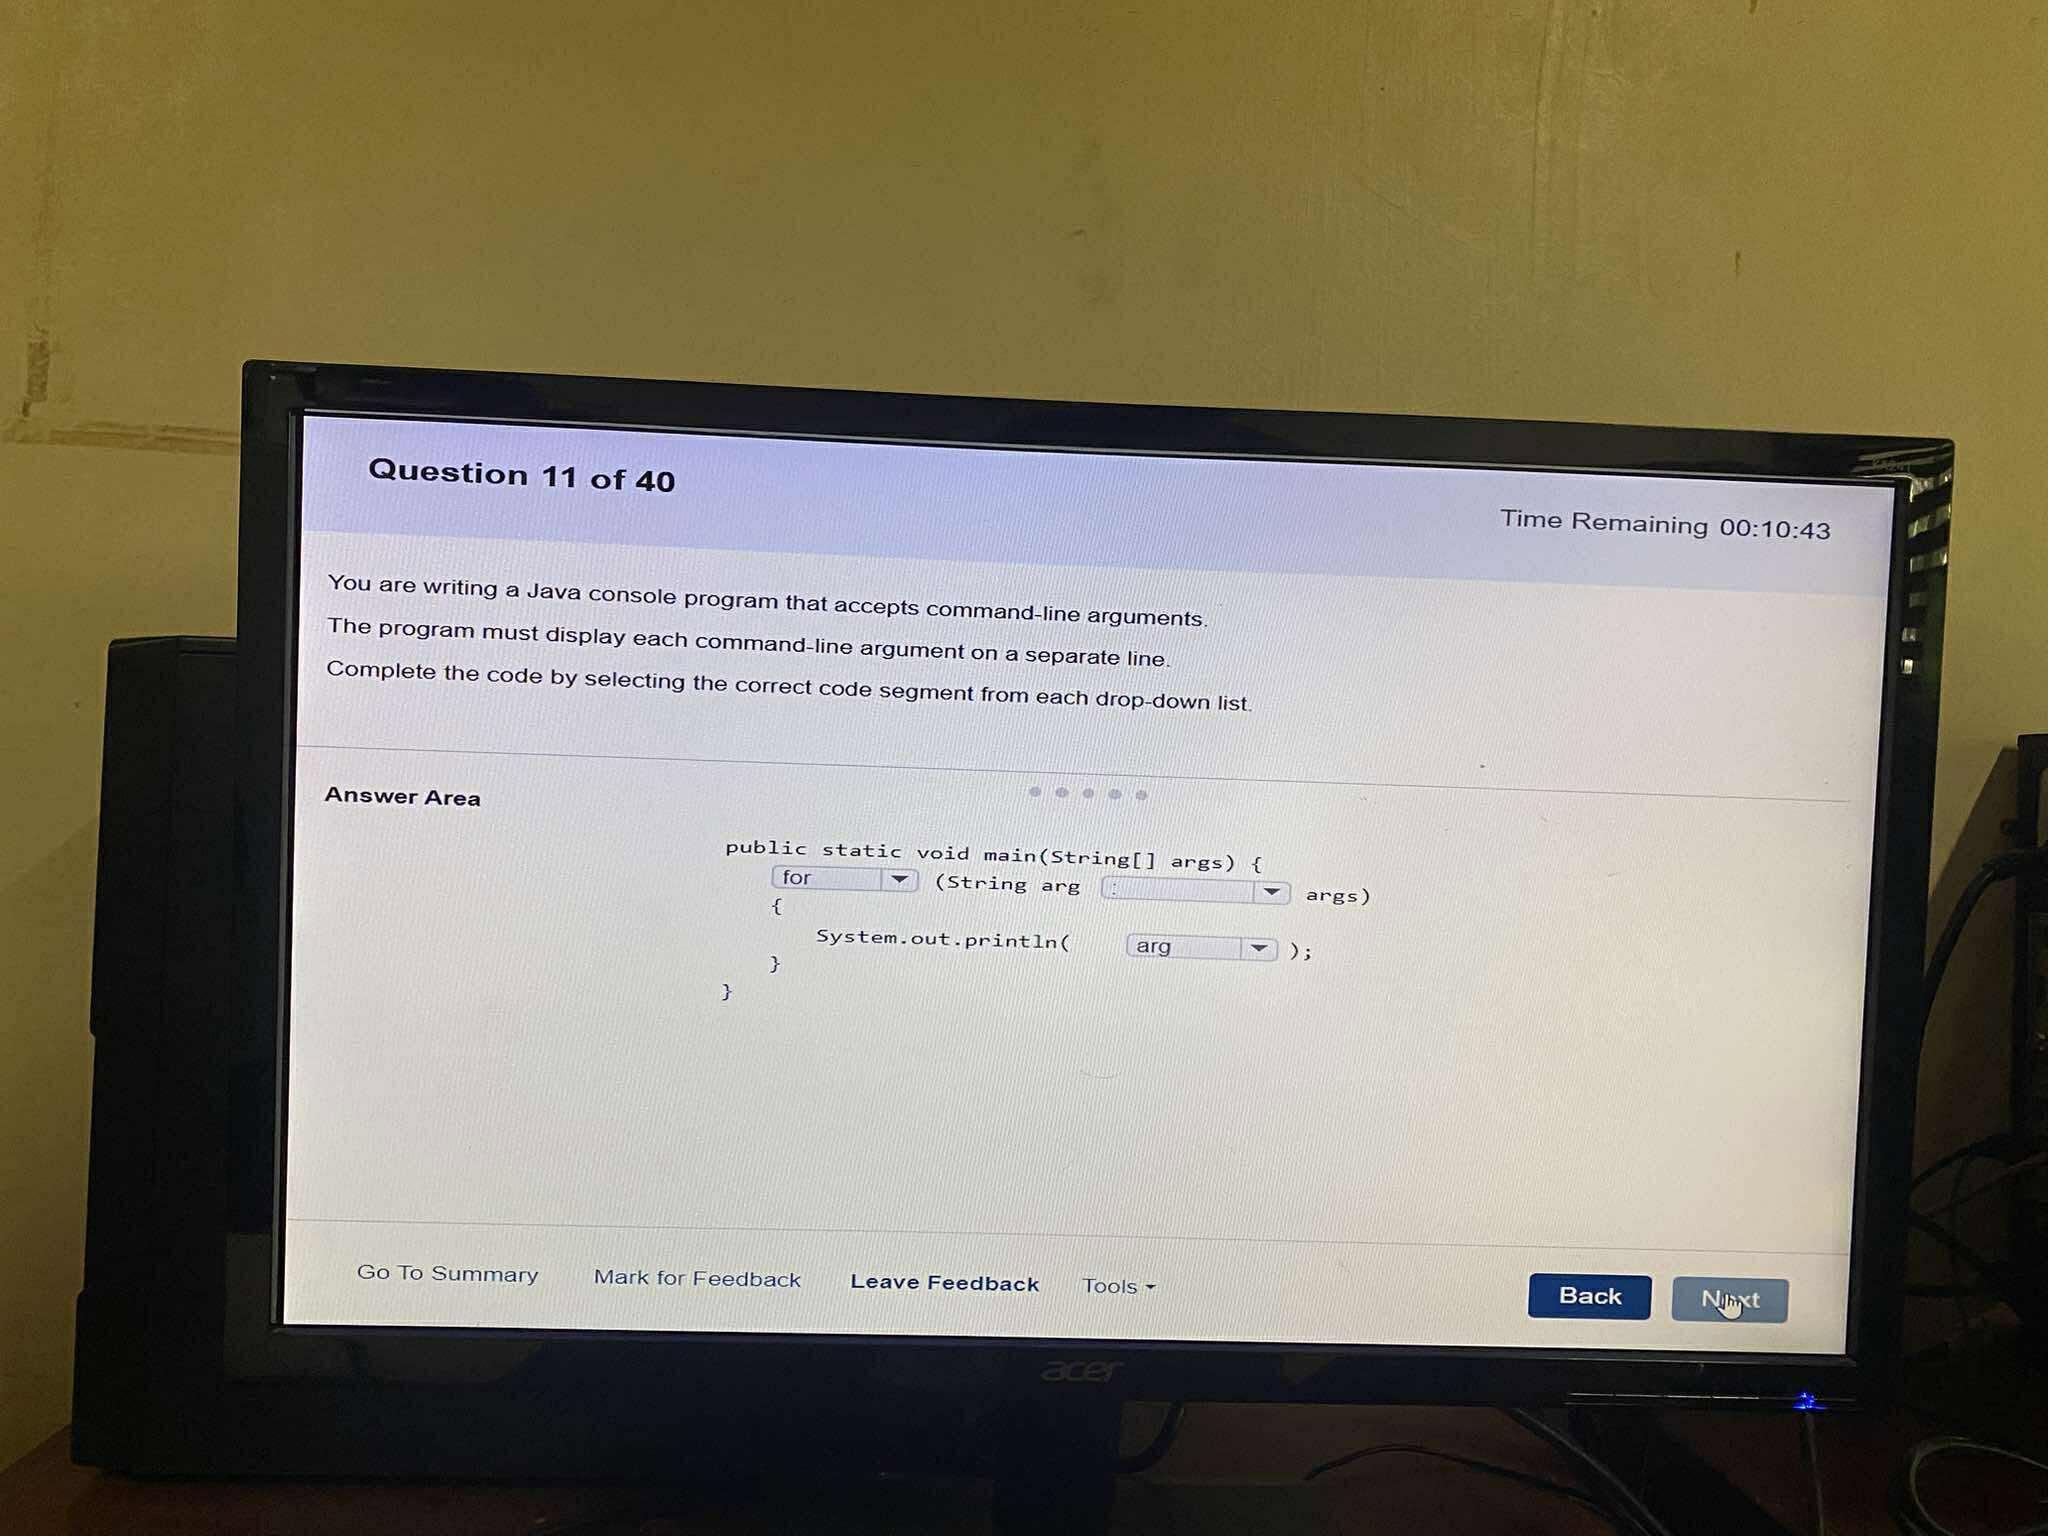 Question 11 of 40
Time Remaining 00:10:43
You are writing a Java console program that accepts command-line arguments.
The program must display each command-line argument on a separate line.
Complete the code by selecting the correct code segment from each drop-down list.
Answer Area
public static void main(String[] args) {
for (String arg : args)
{
System.out.println( arg );
}
}
Go To Summary Mark for Feedback Leave Feedback Tools Back Next
acer